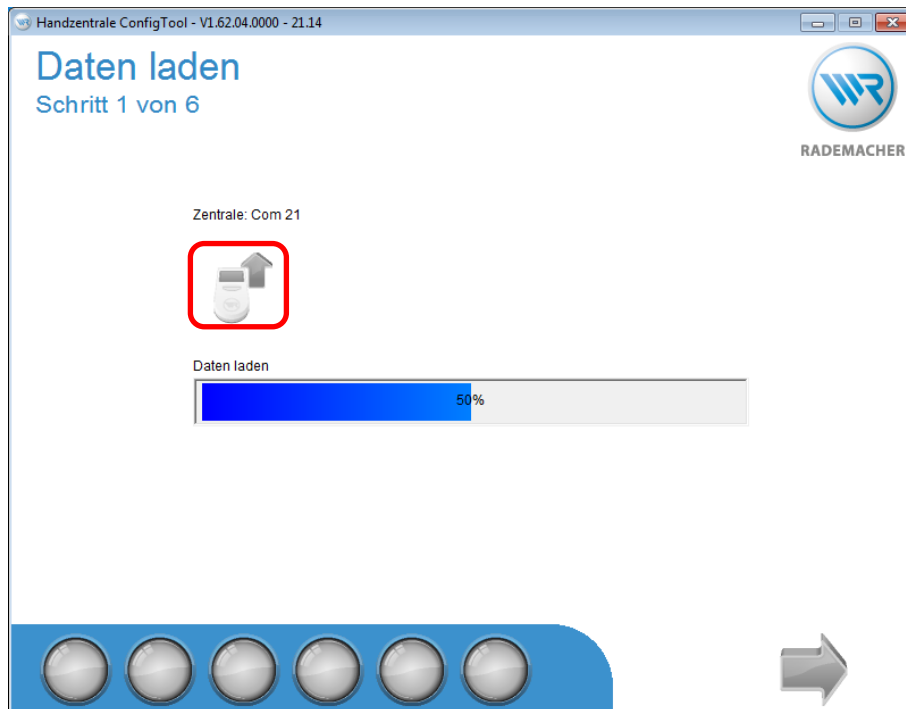 Handzentrale ConfigTool - V1.62.04.0000 - 21.14
Daten laden
Schritt 1 von 6
RADEMACHER
Zentrale: Com 21
Daten laden
50%